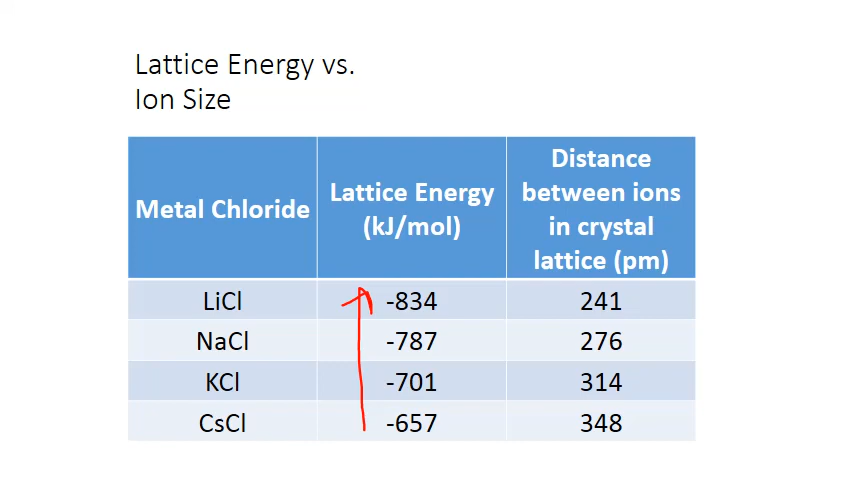 Lattice Energy vs.
Ion Size
Metal Chloride
Lattice Energy
(kJ/mol)
Distance
between ions
in crystal
lattice (pm)
LiCl -834 241
NaCl -787 276
KCl -701 314
CsCl -657 348